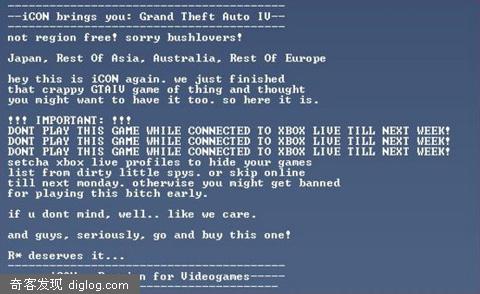 --------------------------------------------
--iCON brings you: Grand Theft Auto IV--
--------------------------------------------
not region free! sorry bushlovers!
Japan, Rest Of Asia, Australia, Rest Of Europe
hey this is iCON again. we just finished
that crappy GTAIV game of thing and thought
you might want to have it too. so here it is.
!!! IMPORTANT: !!!
DONT PLAY THIS GAME WHILE CONNECTED TO XBOX LIVE TILL NEXT WEEK!
DONT PLAY THIS GAME WHILE CONNECTED TO XBOX LIVE TILL NEXT WEEK!
DONT PLAY THIS GAME WHILE CONNECTED TO XBOX LIVE TILL NEXT WEEK!
setcha xbox live profiles to hide your games
list from dirty little spys. or skip online
till next monday. otherwise you might get banned
for playing this bitch early.
if u dont mind, well.. like we care.
and guys, seriously, go and buy this one!
R* deserves it...
for Videogames-----
奇客发现 diglog.com